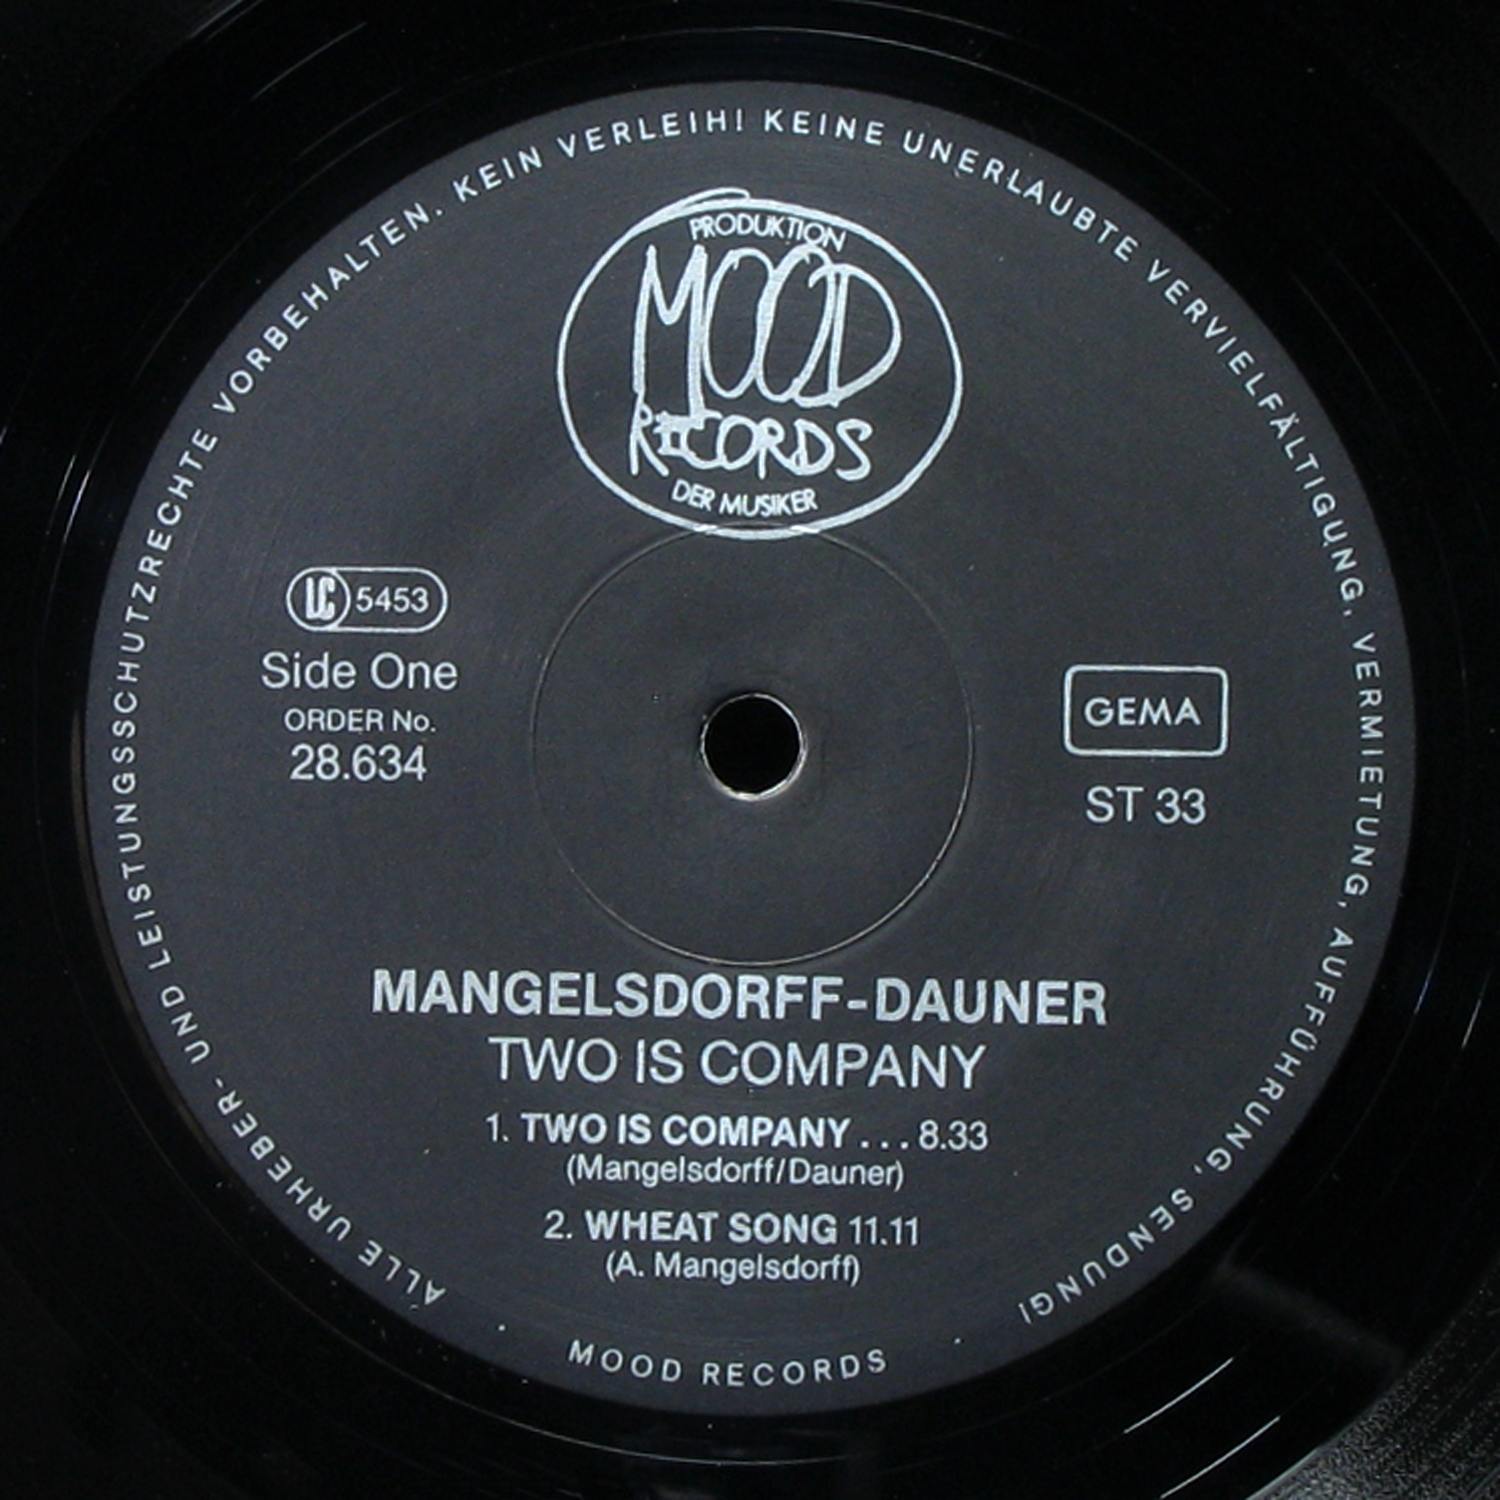 ALLE URHEBER- UND LEISTUNGSSCHUTZRECHTE VORBEHALTEN. KEIN VERLEIH! KEINE UNERLAUBTE VERVIELFÄLTIGUNG, VERMIETUNG, AUFFÜHRUNG, SENDUNG!
PRODUKTION
MOOD
RECORDS
DER MUSIKER
LC 5453
Side One
ORDER No.
28.634
GEMA
ST 33
MANGELSDORFF-DAUNER
TWO IS COMPANY
1. TWO IS COMPANY . . . 8.33
(Mangelsdorff/Dauner)
2. WHEAT SONG 11.11
(A. Mangelsdorff)
· MOOD RECORDS ·